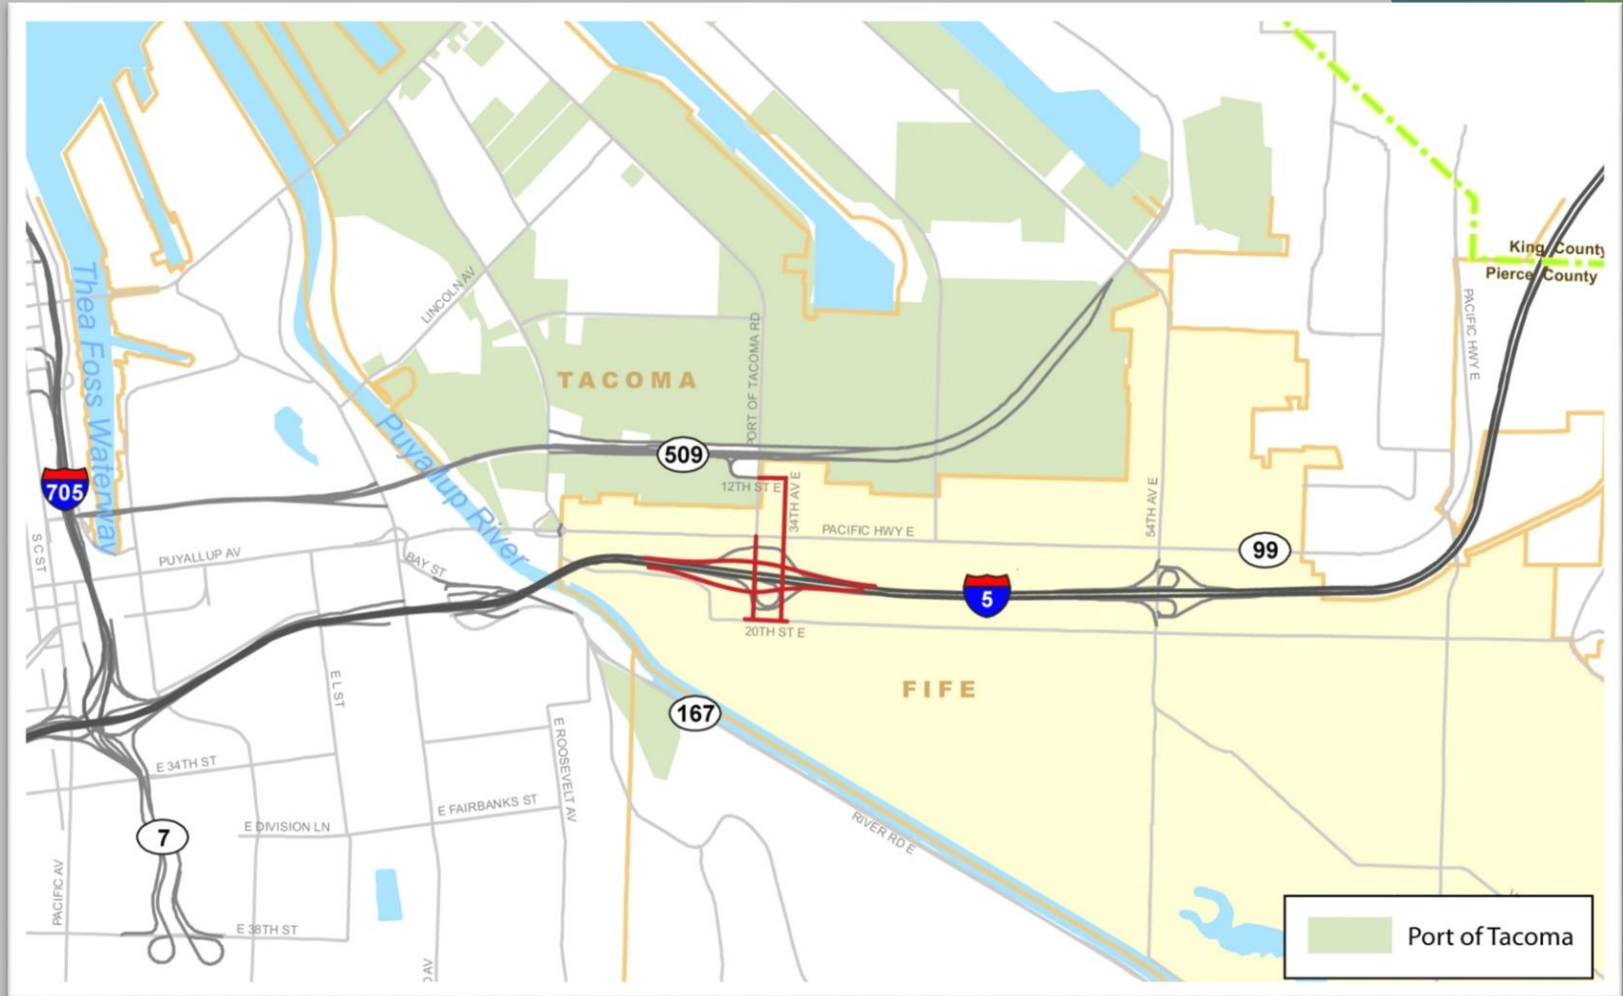 King County
Pierce County
PACIFIC HWY E
Thea Foss Waterway
LINCOLN AV
TACOMA
PORT OF TACOMA RD
Puyallup River
509
705
12TH ST E
34TH AV E
54TH AV E
PACIFIC HWY E
99
S C ST
PUYALLUP AV
BAY ST
5
20TH ST E
FIFE
E L ST
167
E ROOSEVELT AV
E 34TH ST
E FAIRBANKS ST
E DIVISION LN
7
RIVER RD E
PACIFIC AV
E 38TH ST
AV
Port of Tacoma